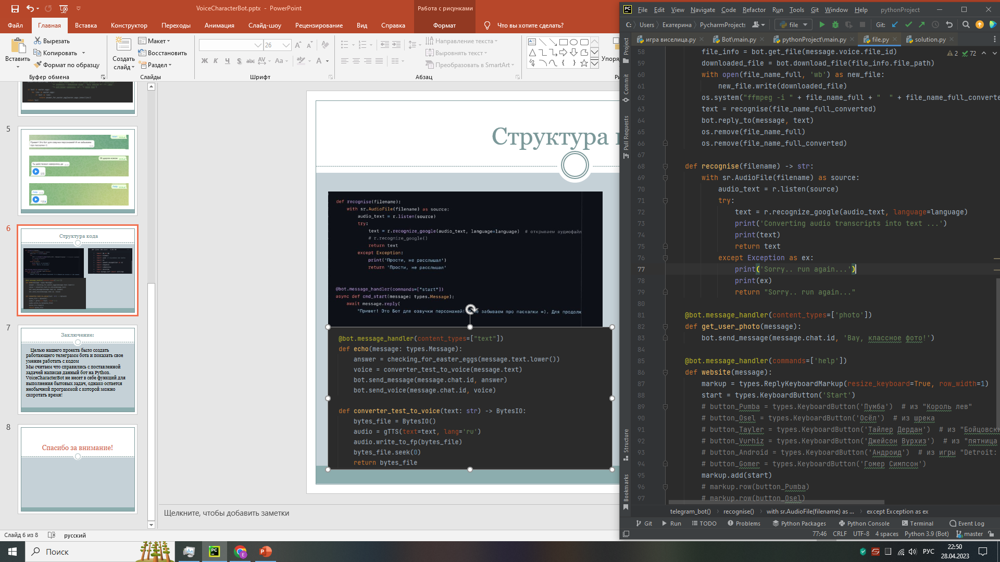 VoiceCharacterBot.pptx - PowerPoint
Работа с рисунками
Файл
Главная
Вставка
Конструктор
Переходы
Анимация
Слайд-шоу
Рецензирование
Вид
Справка
Формат
Что вы хотите сделать?
Вставить
Вырезать
Копировать
Формат по образцу
Буфер обмена
Создать слайд
Макет
Восстановить
Раздел
Слайды
26
Ж К Ч S abc AV Aa
Шрифт
Направление текста
Выровнять текст
Преобразовать в SmartArt
Абзац
Упоря
Ри
5
6
Структура кода
7
Заключение:
Целью нашего проекта было создать
работающего телеграмм бота и показать свое
умение работать с кодом
Мы считаем что справились с поставленной
задачей написав данный бот на Python.
VoiceCharacterBot не несет в себе функций для
выполнения бытовых задач, однако остается
необычной программой с которой можно
скоротать время!
8
Спасибо за внимание!
Структура
def recognise(filename):
with sr.AudioFile(filename) as source:
audio_text = r.listen(source)
try:
text = r.recognize_google(audio_text, language=language) # открываем аудиофайл
# r.recognize_google()
return text
except Exception:
print('Прости, не расслышал')
return 'Прости, не расслышал'
@bot.message_handler(commands=["start"])
async def cmd_start(message: types.Message):
await message.reply(
"Привет! Это Бот для озвучки персонажей! не забываем про пасхалки =). Для продолж
@bot.message_handler(content_types=["text"])
def echo(message: types.Message):
answer = checking_for_easter_eggs(message.text.lower())
voice = converter_test_to_voice(message.text)
bot.send_message(message.chat.id, answer)
bot.send_voice(message.chat.id, voice)
def converter_test_to_voice(text: str) -> BytesIO:
bytes_file = BytesIO()
audio = gTTS(text=text, lang='ru')
audio.write_to_fp(bytes_file)
bytes_file.seek(0)
return bytes_file
Щелкните, чтобы добавить заметки
Слайд 6 из 8
русский
PC File Edit View Navigate Code Refactor Run Tools Git Window Help pythonProject
C: Users Екатерина PycharmProjects file Git:
игра виселица.py Bot\main.py pythonProject\main.py file.py solution.py
2 72
Project
Commit
Pull Requests
Structure
Bookmarks
58 file_info = bot.get_file(message.voice.file_id)
59 downloaded_file = bot.download_file(file_info.file_path)
60 with open(file_name_full, 'wb') as new_file:
61 new_file.write(downloaded_file)
62 os.system("ffmpeg -i " + file_name_full + "  " + file_name_full_converte
63 text = recognise(file_name_full_converted)
64 bot.reply_to(message, text)
65 os.remove(file_name_full)
66 os.remove(file_name_full_converted)
67
68 def recognise(filename) -> str:
69 with sr.AudioFile(filename) as source:
70 audio_text = r.listen(source)
71 try:
72 text = r.recognize_google(audio_text, language=language)
73 print('Converting audio transcripts into text ...')
74 print(text)
75 return text
76 except Exception as ex:
77 print('Sorry.. run again...')
78 print(ex)
79 return "Sorry.. run again..."
80
81 @bot.message_handler(content_types=['photo'])
82 def get_user_photo(message):
83 bot.send_message(message.chat.id, 'Вау, классное фото!')
84
85 @bot.message_handler(commands=['help'])
86 def website(message):
87 markup = types.ReplyKeyboardMarkup(resize_keyboard=True, row_width=1)
88 start = types.KeyboardButton('Start')
89 # button_Pumba = types.KeyboardButton('Пумба') # из "Король лев"
90 # button_Osel = types.KeyboardButton('Осёл') # из шрека
91 # button_Tayler = types.KeyboardButton('Тайлер Дердан') # из "Бойцовски
92 # button_Vurhiz = types.KeyboardButton('Джейсон Вурхиз') # из "пятница
93 # button_Android = types.KeyboardButton('Андроид') # из игры "Detroit:
94 # button_Gomer = types.KeyboardButton('Гомер Симпсон')
95 markup.add(start)
96 # markup.row(button_Pumba)
97 # markup.row(button_Osel)
telegram_bot() recognise() with sr.AudioFile(filename) as ... except Exception as ex
Git Run TODO Problems Python Packages Python Console Terminal Event Log
77:46 CRLF UTF-8 4 spaces Python 3.9 (Bot) master
Поиск
РУС
22:50
28.04.2023